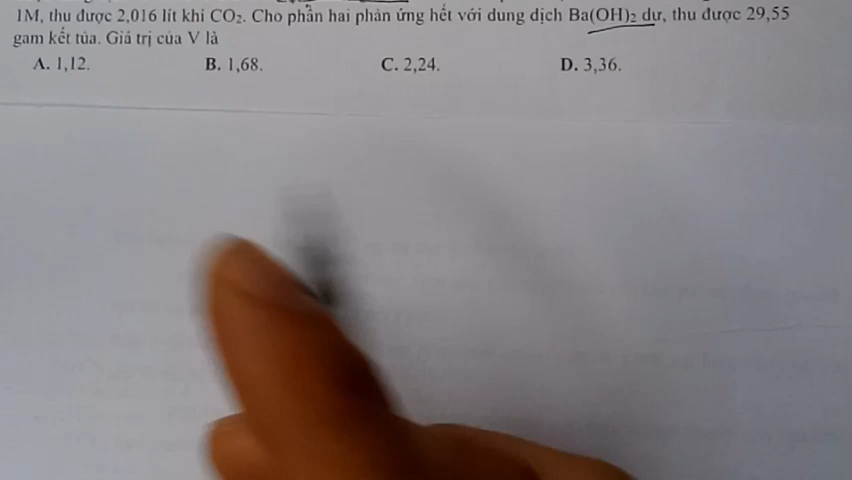 1M, thu được 2,016 lít khí CO₂. Cho phần hai phản ứng hết với dung dịch Ba(OH)₂ dư, thu được 29,55
gam kết tủa. Giá trị của V là
A. 1,12. B. 1,68. C. 2,24. D. 3,36.